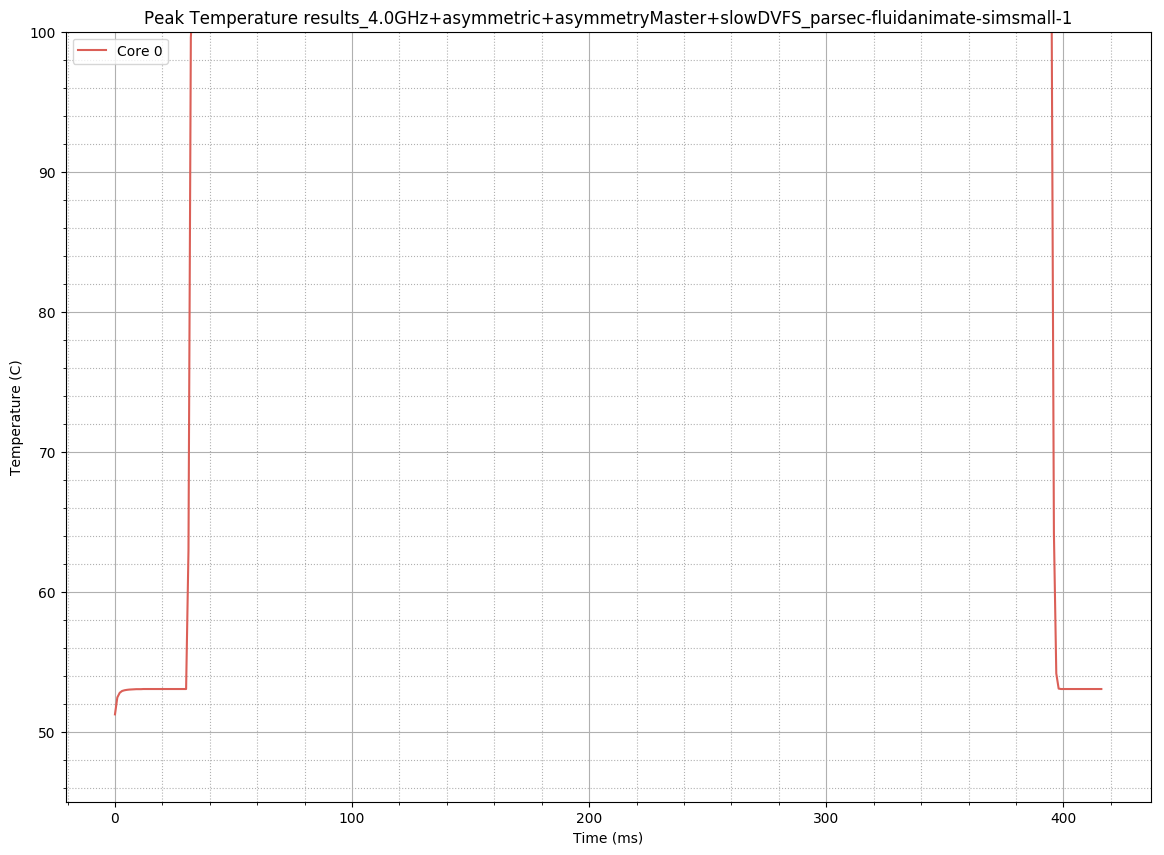 Peak Temperature results_4.0GHz+asymmetric+asymmetryMaster+slowDVFS_parsec-fluidanimate-simsmall-1
Core 0
100
90
80
70
60
50
Temperature (C)
0
100
200
300
400
Time (ms)